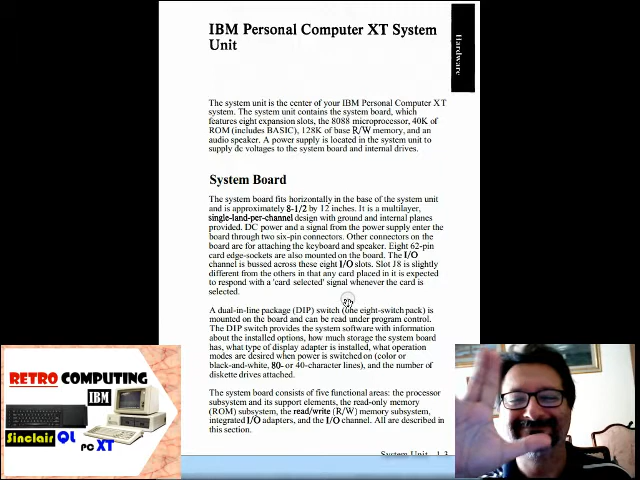 IBM Personal Computer XT System
Unit
Hardware
The system unit is the center of your IBM Personal Computer XT
system. The system unit contains the system board, which
features eight expansion slots, the 8088 microprocessor, 40K of
ROM (includes BASIC), 128K of base R/W memory, and an
audio speaker. A power supply is located in the system unit to
supply dc voltages to the system board and internal drives.
System Board
The system board fits horizontally in the base of the system unit
and is approximately 8-1/2 by 12 inches. It is a multilayer,
single-land-per-channel design with ground and internal planes
provided. DC power and a signal from the power supply enter the
board through two six-pin connectors. Other connectors on the
board are for attaching the keyboard and speaker. Eight 62-pin
card edge-sockets are also mounted on the board. The I/O
channel is bussed across these eight I/O slots. Slot J8 is slightly
different from the others in that any card placed in it is expected
to respond with a 'card selected' signal whenever the card is
selected.
A dual-in-line package (DIP) switch (one eight-switch pack) is
mounted on the board and can be read under program control.
The DIP switch provides the system software with information
about the installed options, how much storage the system board
has, what type of display adapter is installed, what operation
modes are desired when power is switched on (color or
black-and-white, 80- or 40-character lines), and the number of
diskette drives attached.
The system board consists of five functional areas: the processor
subsystem and its support elements, the read-only memory
(ROM) subsystem, the read/write (R/W) memory subsystem,
integrated I/O adapters, and the I/O channel. All are described in
this section.
System Unit 1-3
RETRO COMPUTING
IBM
Sinclair QL
PC XT